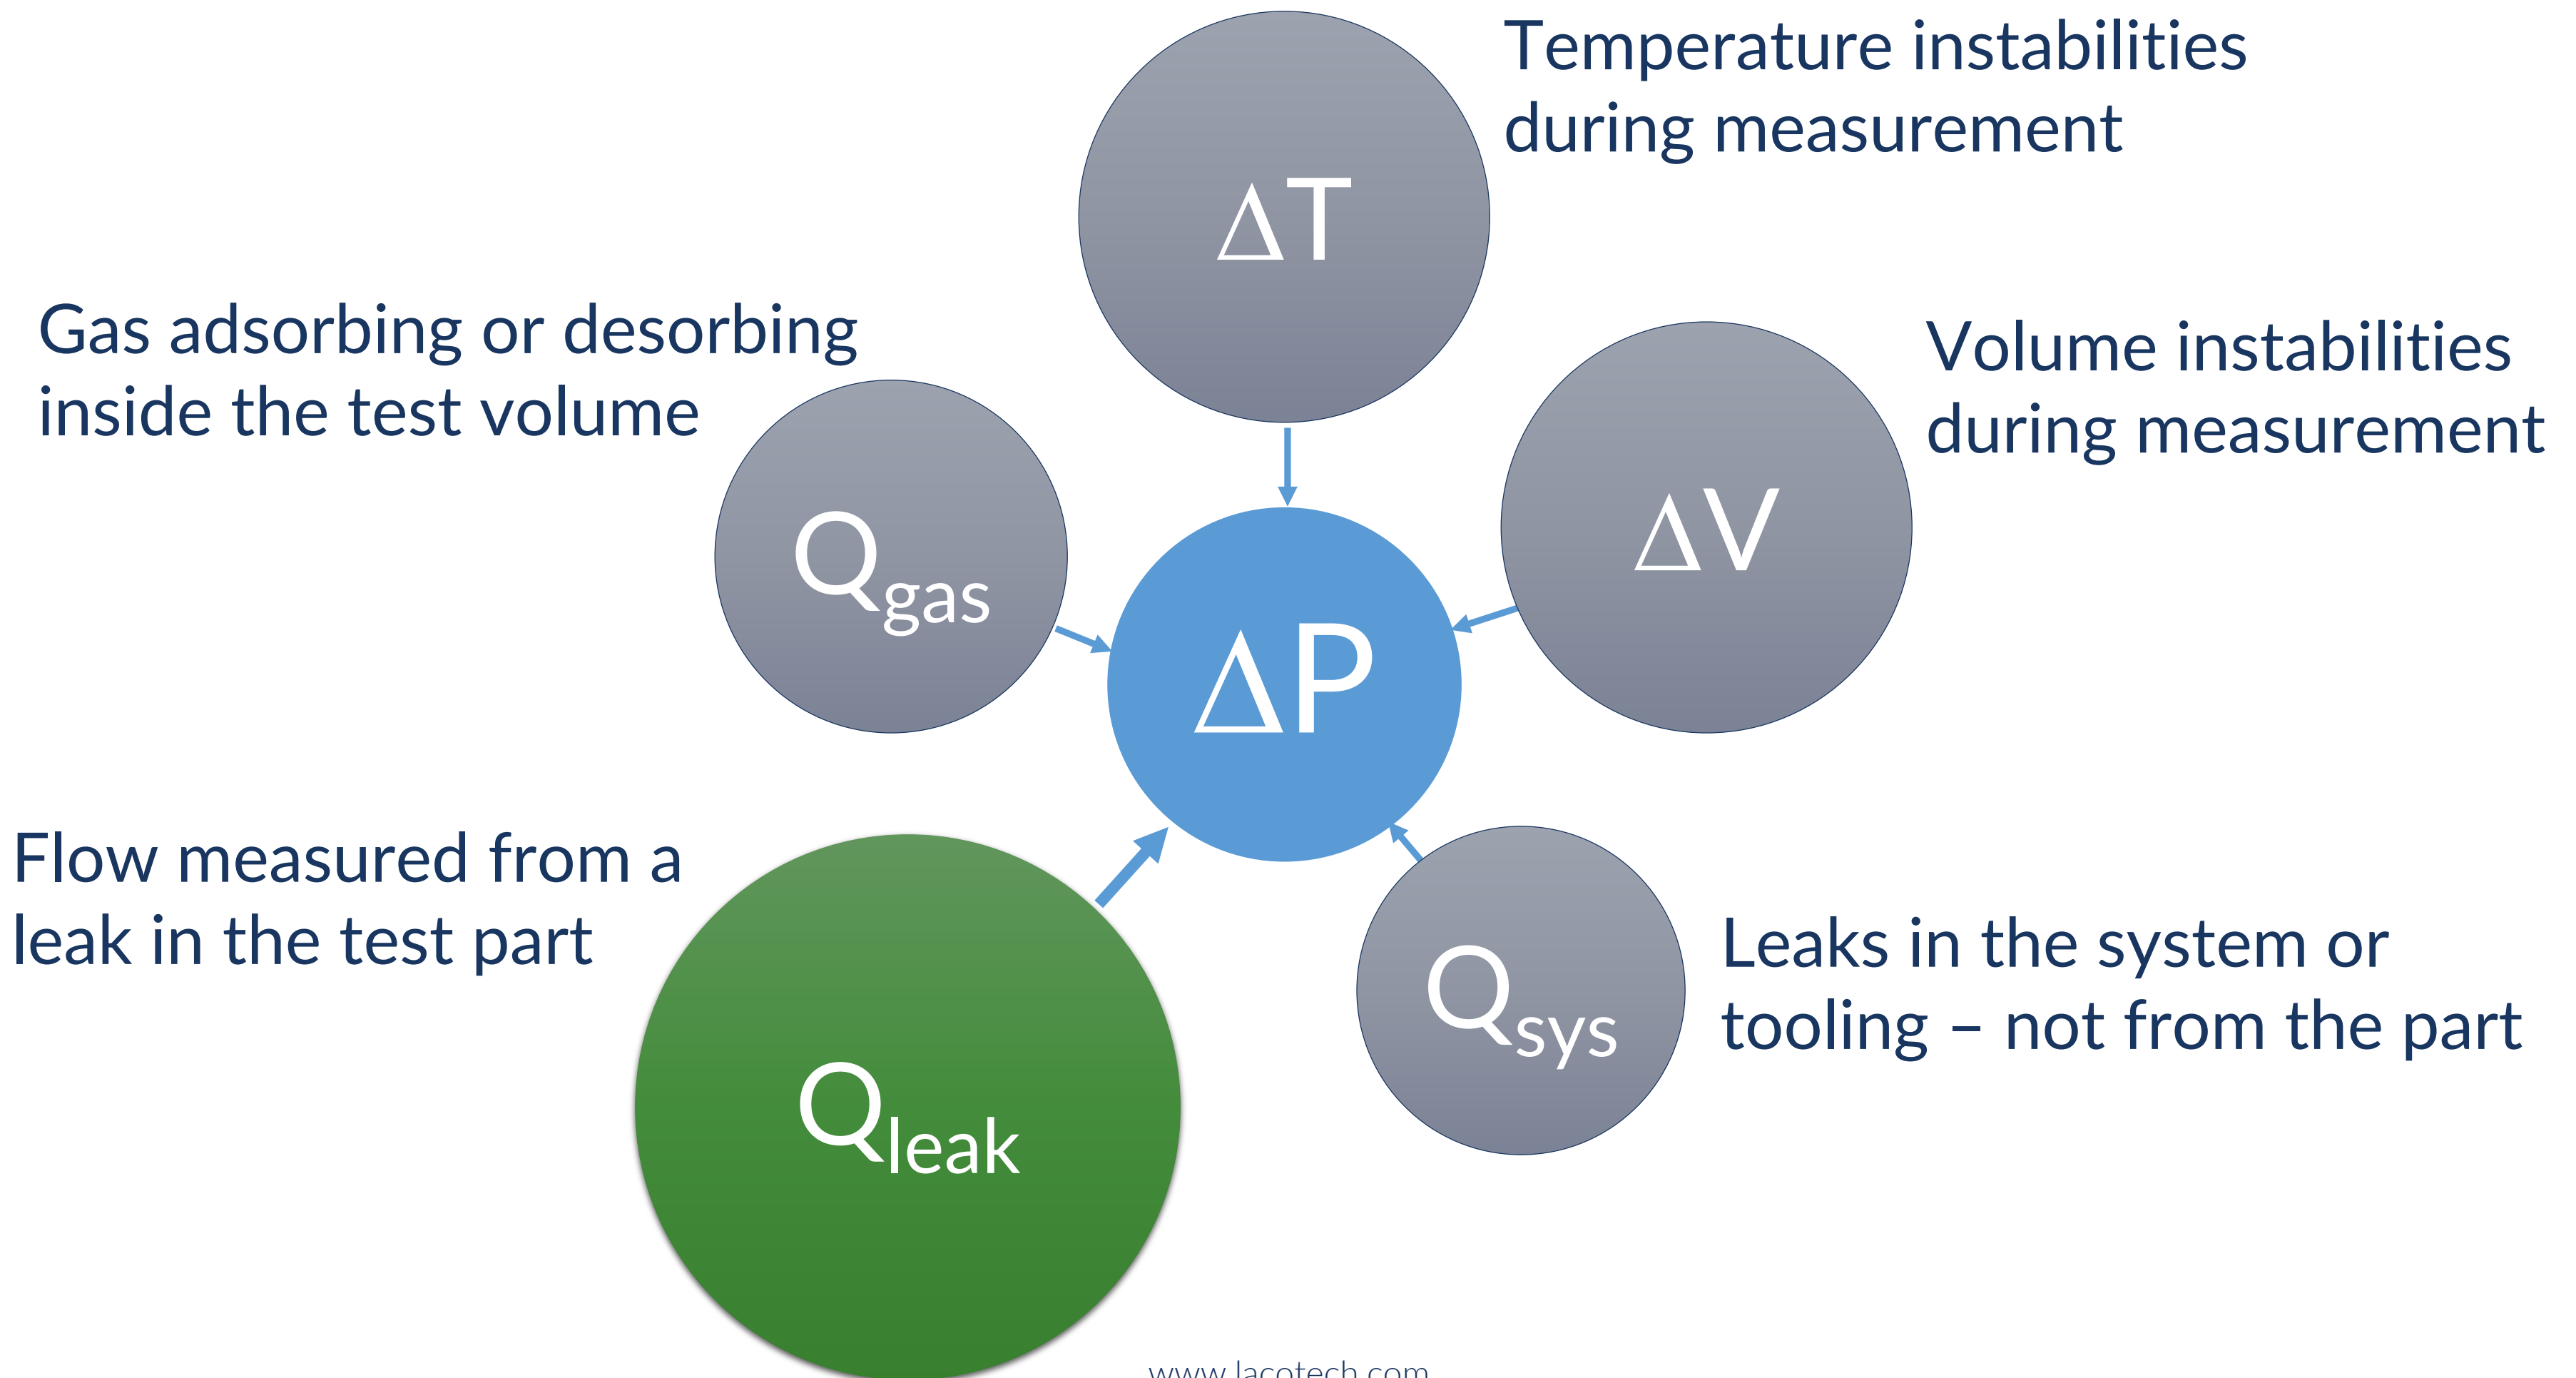 Temperature instabilities
during measurement
ΔT
Gas adsorbing or desorbing
inside the test volume
Volume instabilities
during measurement
Qgas
ΔV
ΔP
Flow measured from a
leak in the test part
Leaks in the system or
tooling – not from the part
Qsys
Qleak
www.lacotech.com